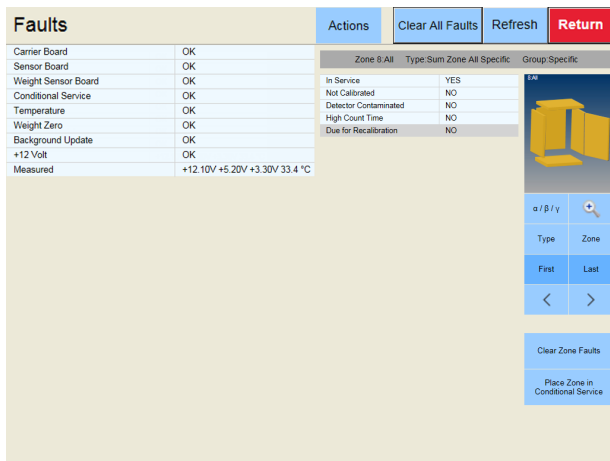 Faults
Actions
Clear All Faults
Refresh
Return
Carrier Board OK
Sensor Board OK
Weight Sensor Board OK
Conditional Service OK
Temperature OK
Weight Zero OK
Background Update OK
+12 Volt OK
Measured +12.10V +5.20V +3.30V 33.4 °C
Zone 8:All Type:Sum Zone All Specific Group:Specific
In Service YES
Not Calibrated NO
Detector Contaminated NO
High Count Time NO
Due for Recalibration NO
8:All
α / β / γ
Type
Zone
First
Last
Clear Zone Faults
Place Zone in
Conditional Service